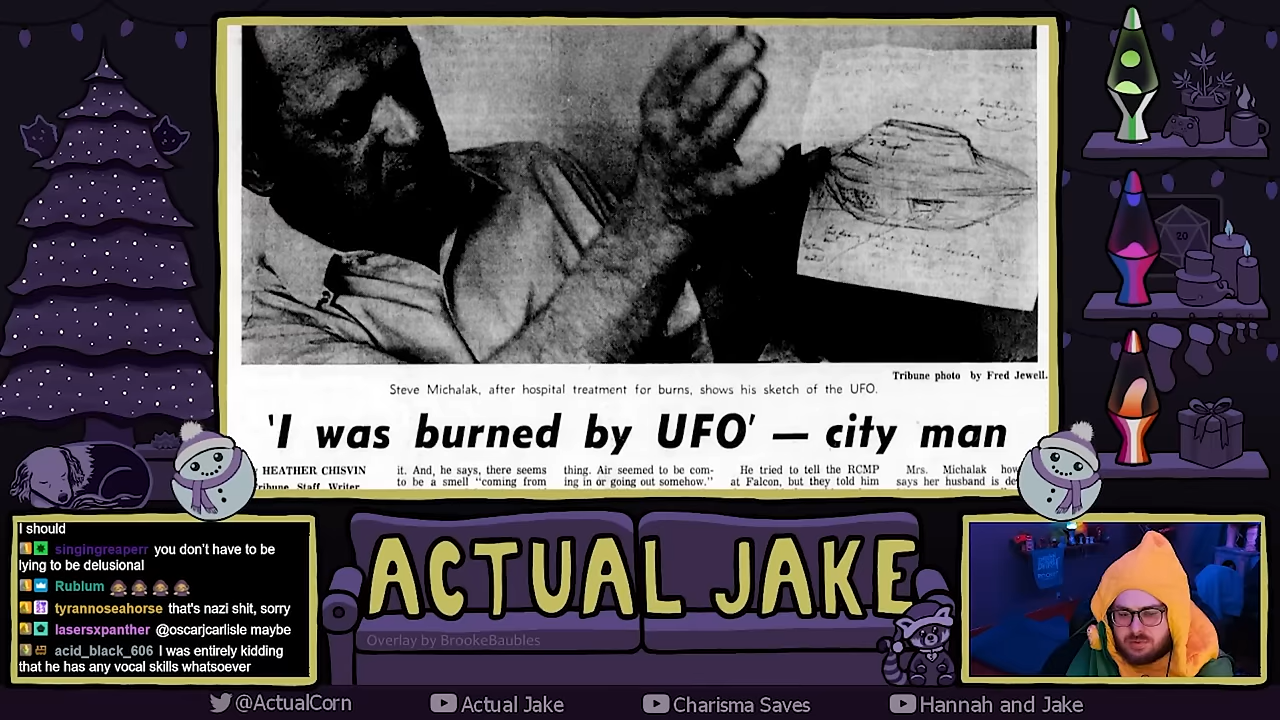 Tribune photo by Fred Jewell.
Steve Michalak, after hospital treatment for burns, shows his sketch of the UFO.
'I was burned by UFO' — city man
HEATHER CHISVIN
Tribune Staff Writer
it. And, he says, there seems
to be a smell "coming from
thing. Air seemed to be com-
ing in or going out somehow."
He tried to tell the RCMP
at Falcon, but they told him
Mrs. Michalak how
says her husband is de
20
I should
singingreaperr you don't have to be
lying to be delusional
Rublum
tyrannoseahorse that's nazi shit, sorry
lasersxpanther @oscarjcarlisle maybe
acid_black_606 I was entirely kidding
that he has any vocal skills whatsoever
ACTUAL JAKE
Overlay by BrookeBaubles
@ActualCorn
Actual Jake
Charisma Saves
Hannah and Jake